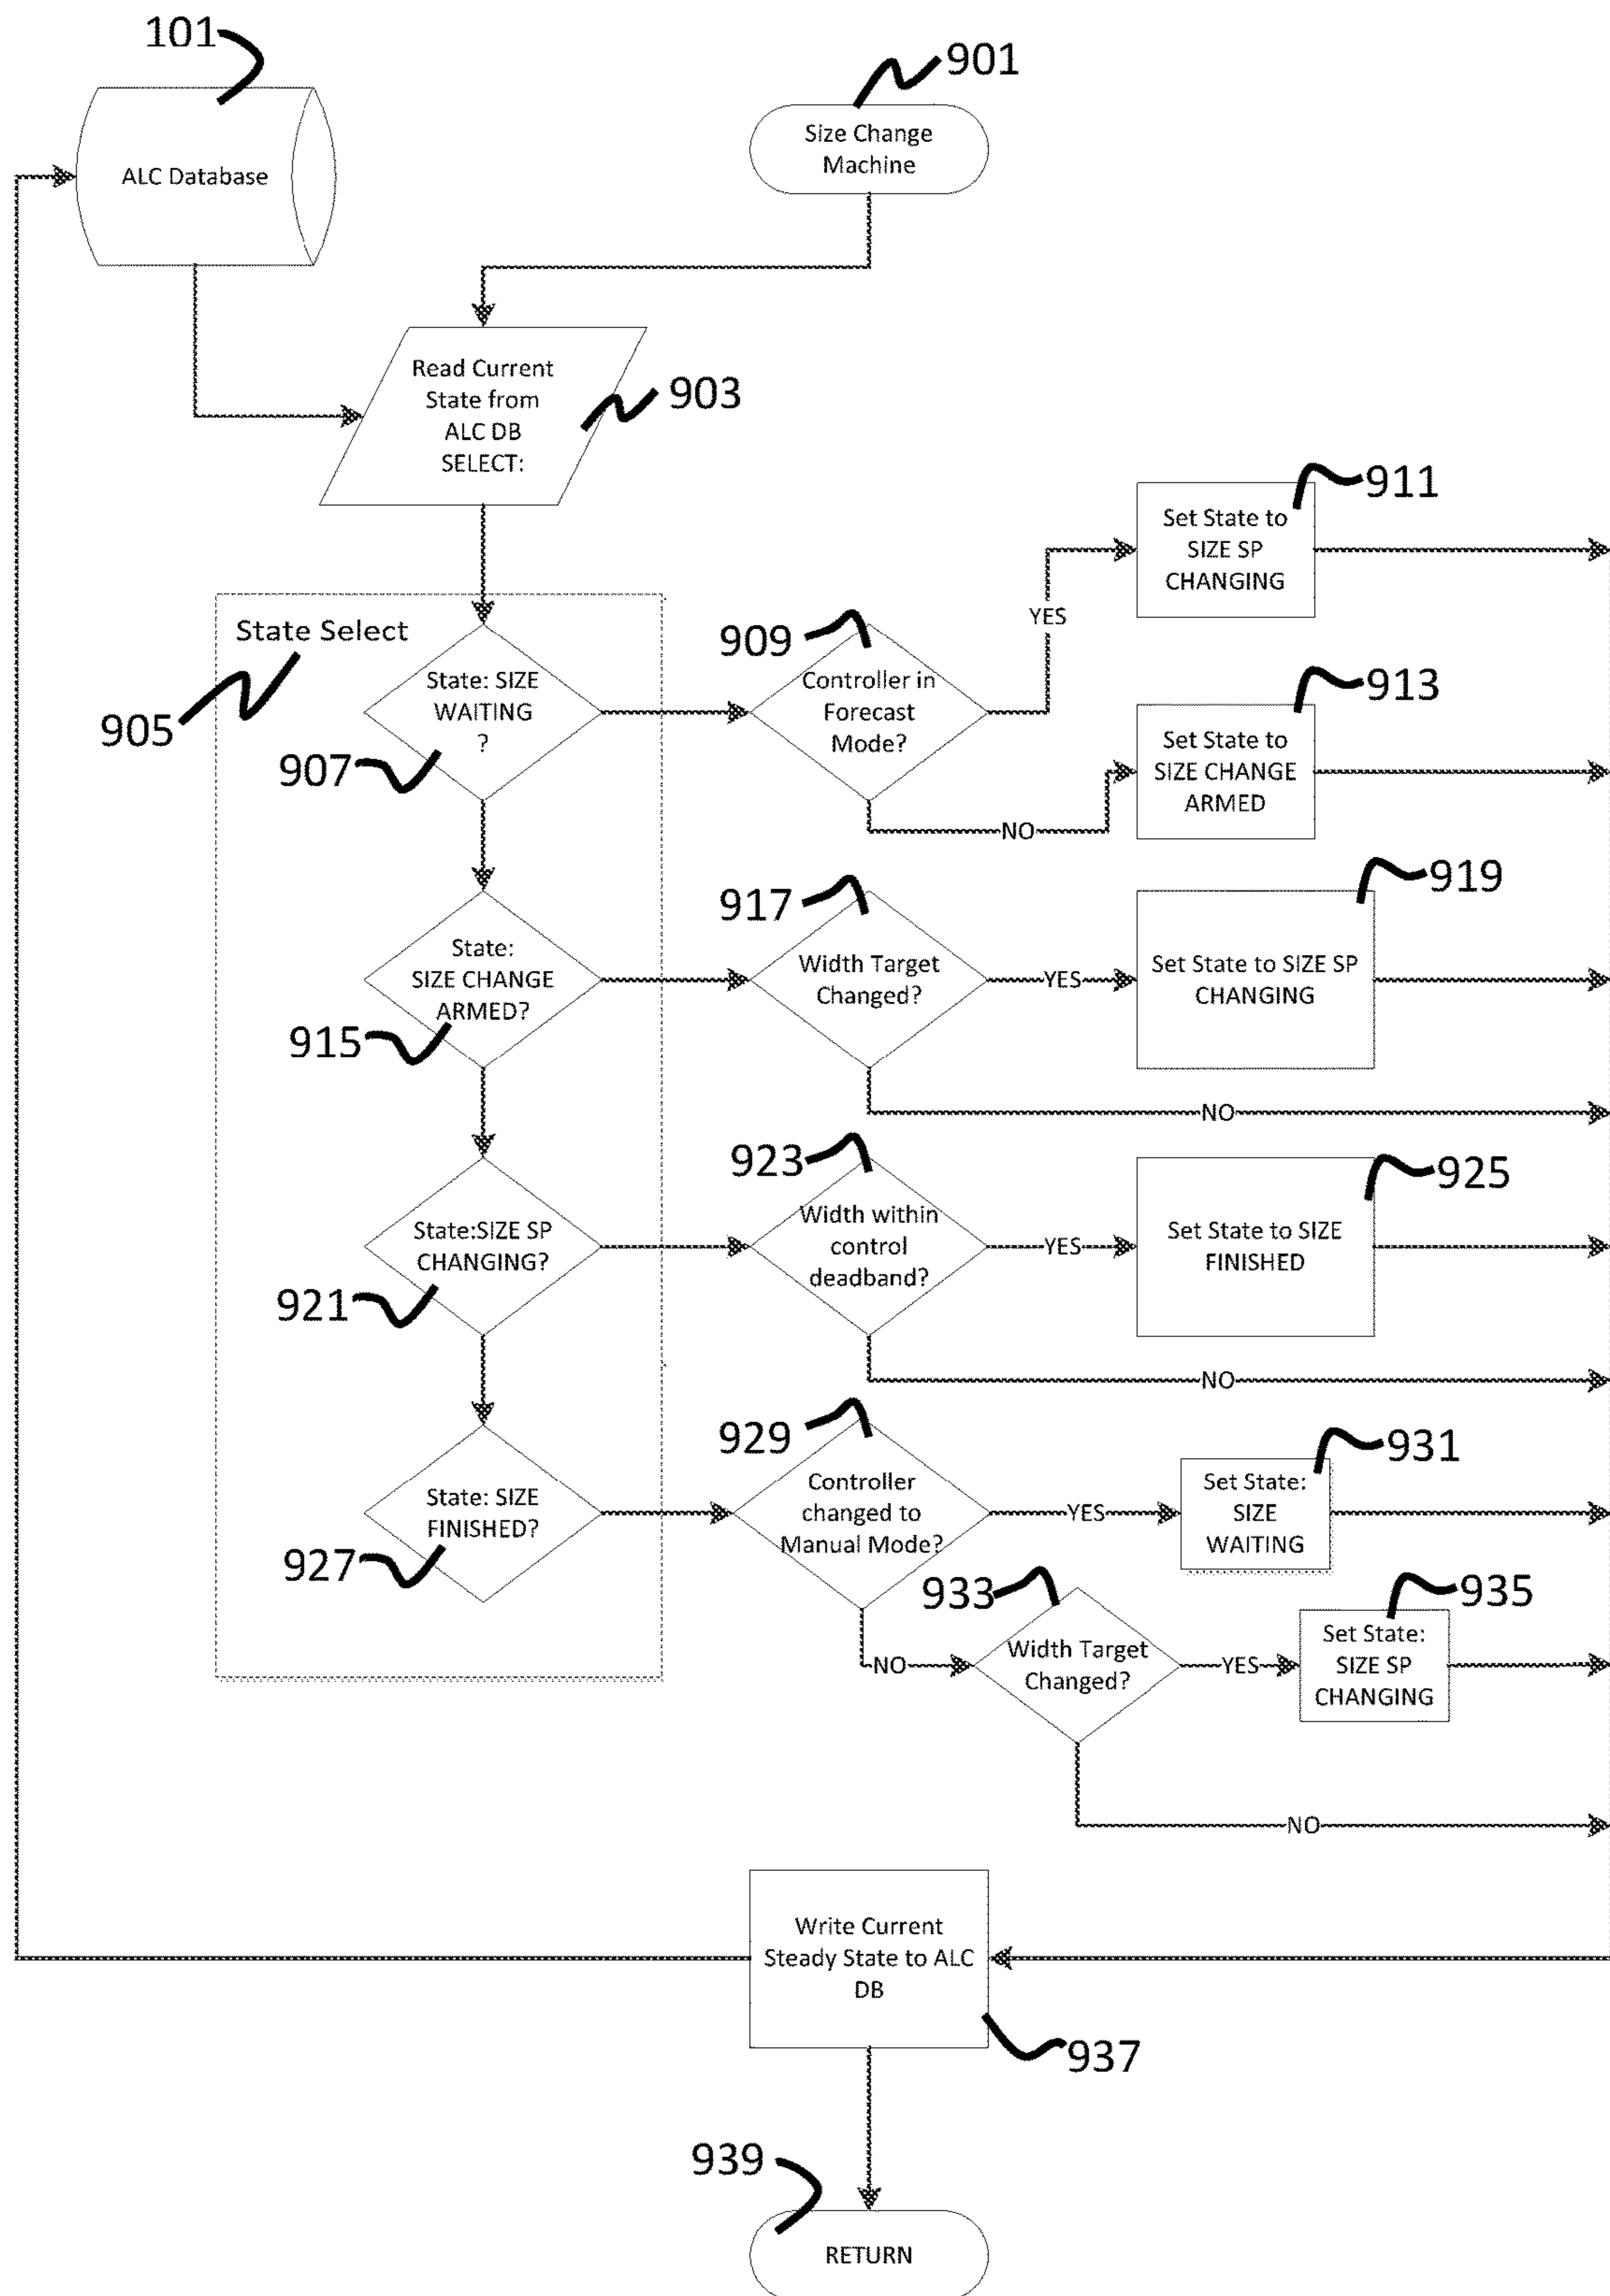 101
901
Size Change
Machine
ALC Database
Read Current
State from
ALC DB
SELECT:
903
911
Set State to
SIZE SP
CHANGING
State Select
905
909
YES
State: SIZE
WAITING
?
907
Controller in
Forecast
Mode?
913
Set State to
SIZE CHANGE
ARMED
NO
917
919
State:
SIZE CHANGE
ARMED?
915
Width Target
Changed?
YES
Set State to SIZE SP
CHANGING
NO
923
925
State:SIZE SP
CHANGING?
921
Width within
control
deadband?
YES
Set State to SIZE
FINISHED
NO
929
931
State: SIZE
FINISHED?
927
Controller
changed to
Manual Mode?
YES
Set State:
SIZE
WAITING
933
935
NO
Width Target
Changed?
YES
Set State:
SIZE SP
CHANGING
NO
Write Current
Steady State to ALC
DB
937
939
RETURN